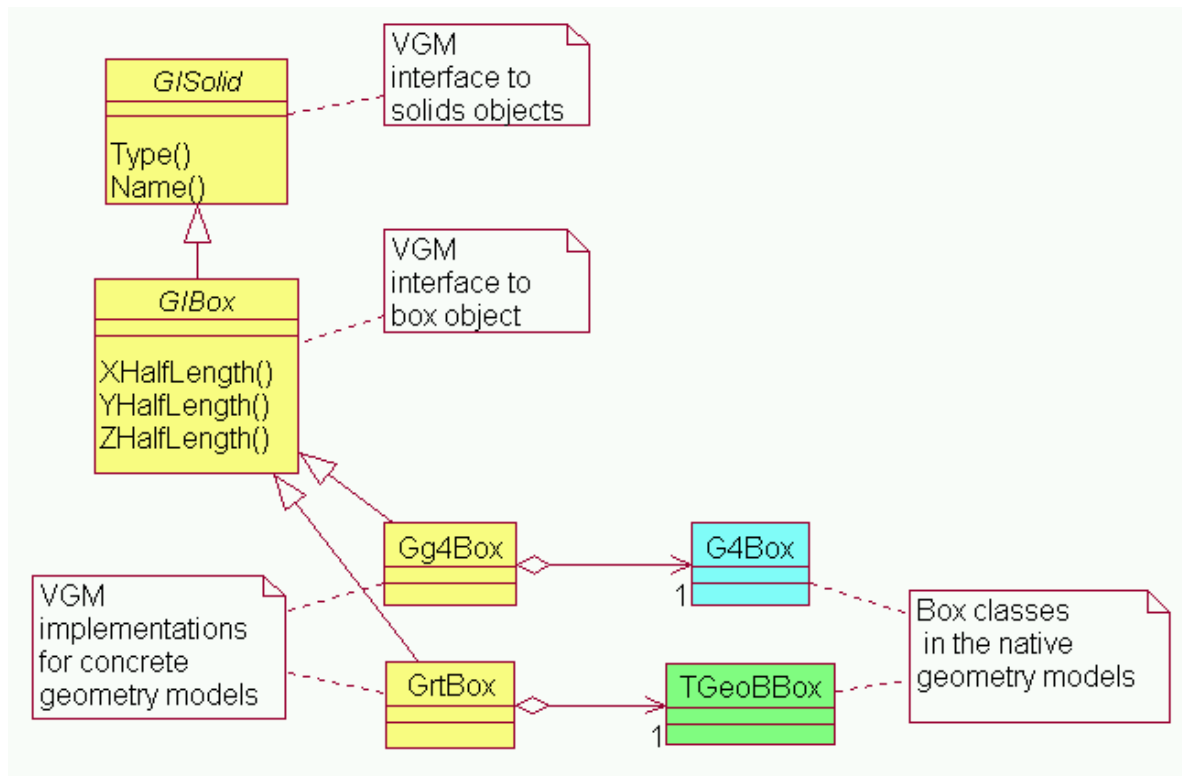 GISolid
Type()
Name()
VGM
interface to
solids objects
GIBox
XHalfLength()
YHalfLength()
ZHalfLength()
VGM
interface to
box object
Gg4Box
G4Box
1
VGM
implementations
for concrete
geometry models
Box classes
in the native
geometry models
GrtBox
TGeoBBox
1